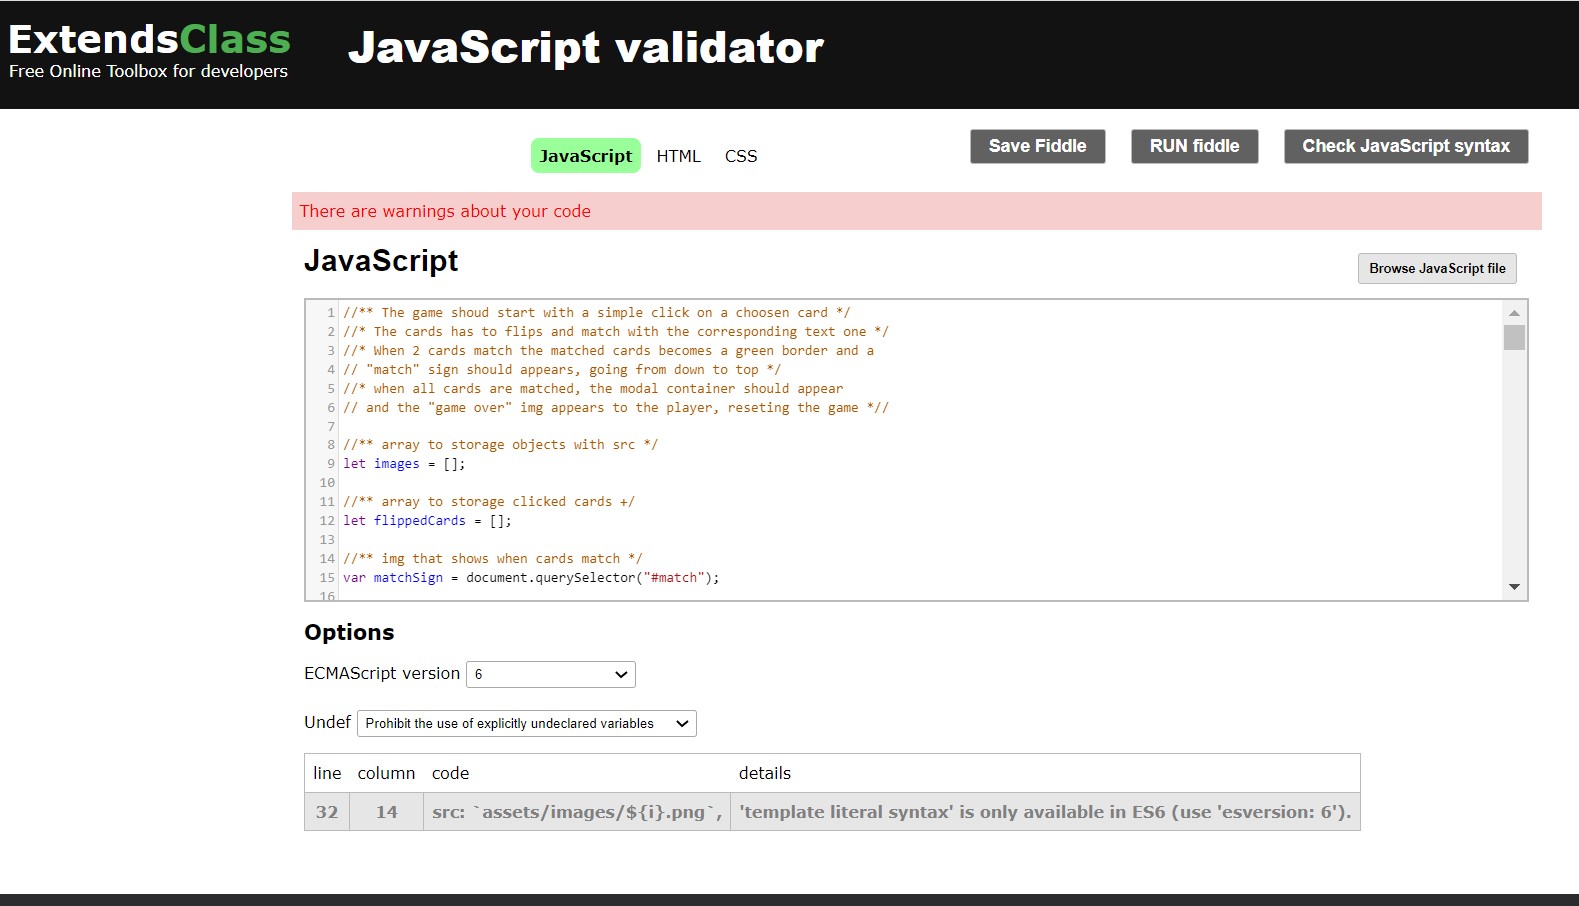 ExtendsClass
Free Online Toolbox for developers
JavaScript validator
JavaScript HTML CSS
Save Fiddle RUN fiddle Check JavaScript syntax
There are warnings about your code
JavaScript
Browse JavaScript file
1 //** The game shoud start with a simple click on a choosen card */
2 //* The cards has to flips and match with the corresponding text one */
3 //* When 2 cards match the matched cards becomes a green border and a
4 // "match" sign should appears, going from down to top */
5 //* when all cards are matched, the modal container should appear
6 // and the "game over" img appears to the player, reseting the game *//
7
8 //** array to storage objects with src */
9 let images = [];
10
11 //** array to storage clicked cards +/
12 let flippedCards = [];
13
14 //** img that shows when cards match */
15 var matchSign = document.querySelector("#match");
16
Options
ECMAScript version 6
Undef Prohibit the use of explicitly undeclared variables
line column code details
32 14 src: `assets/images/${i}.png`, 'template literal syntax' is only available in ES6 (use 'esversion: 6').